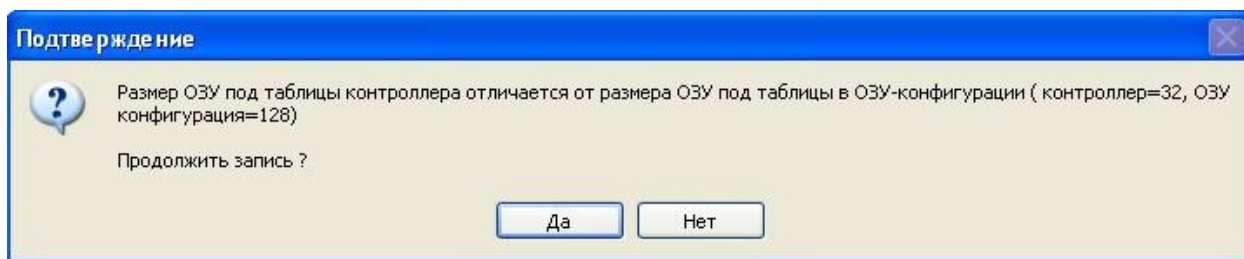 Подтверждение
Размер ОЗУ под таблицы контроллера отличается от размера ОЗУ под таблицы в ОЗУ-конфигурации ( контроллер=32, ОЗУ
конфигурация=128)
Продолжить запись ?
Да Нет